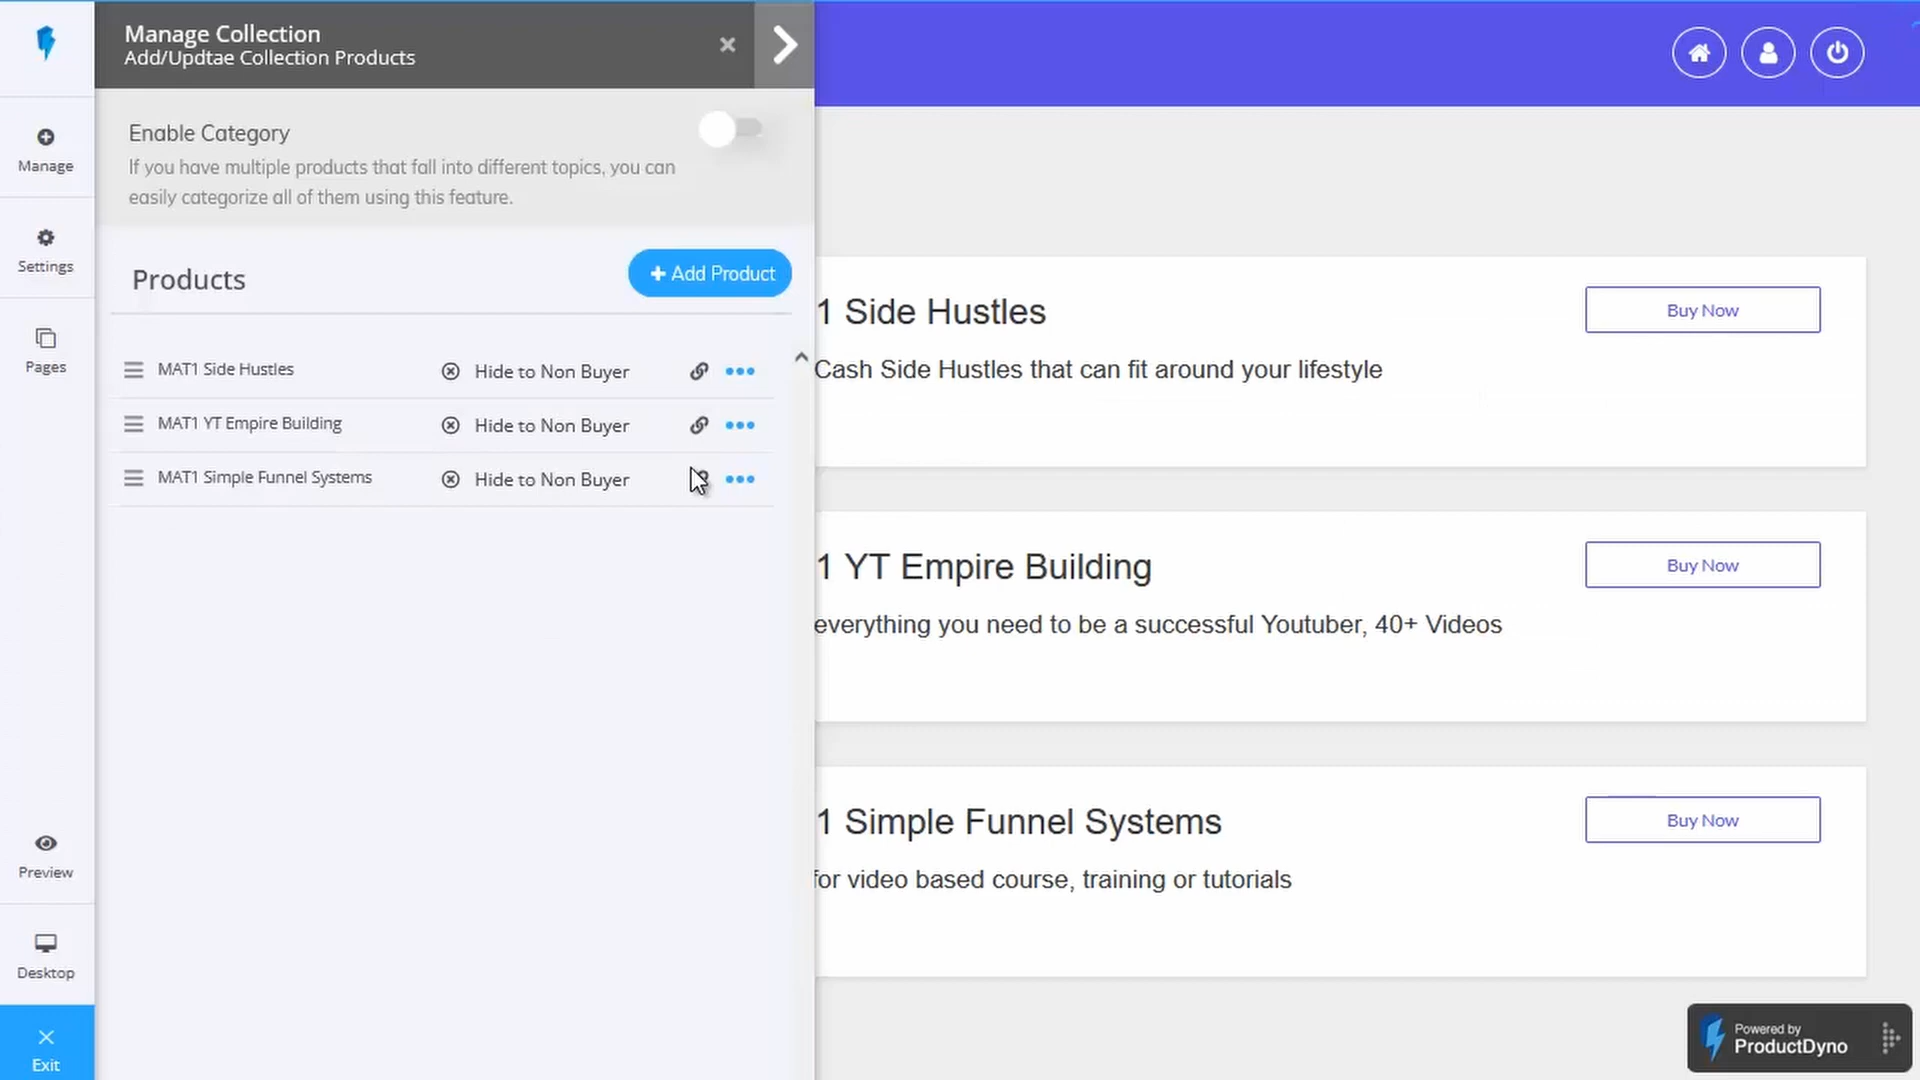 Manage Collection
Add/Updtae Collection Products
Manage
Settings
Pages
Preview
Desktop
Exit
Enable Category
If you have multiple products that fall into different topics, you can
easily categorize all of them using this feature.
Products
+ Add Product
MAT1 Side Hustles Hide to Non Buyer
MAT1 YT Empire Building Hide to Non Buyer
MAT1 Simple Funnel Systems Hide to Non Buyer
1 Side Hustles
Buy Now
Cash Side Hustles that can fit around your lifestyle
1 YT Empire Building
Buy Now
everything you need to be a successful Youtuber, 40+ Videos
1 Simple Funnel Systems
Buy Now
for video based course, training or tutorials
Powered by
ProductDyno